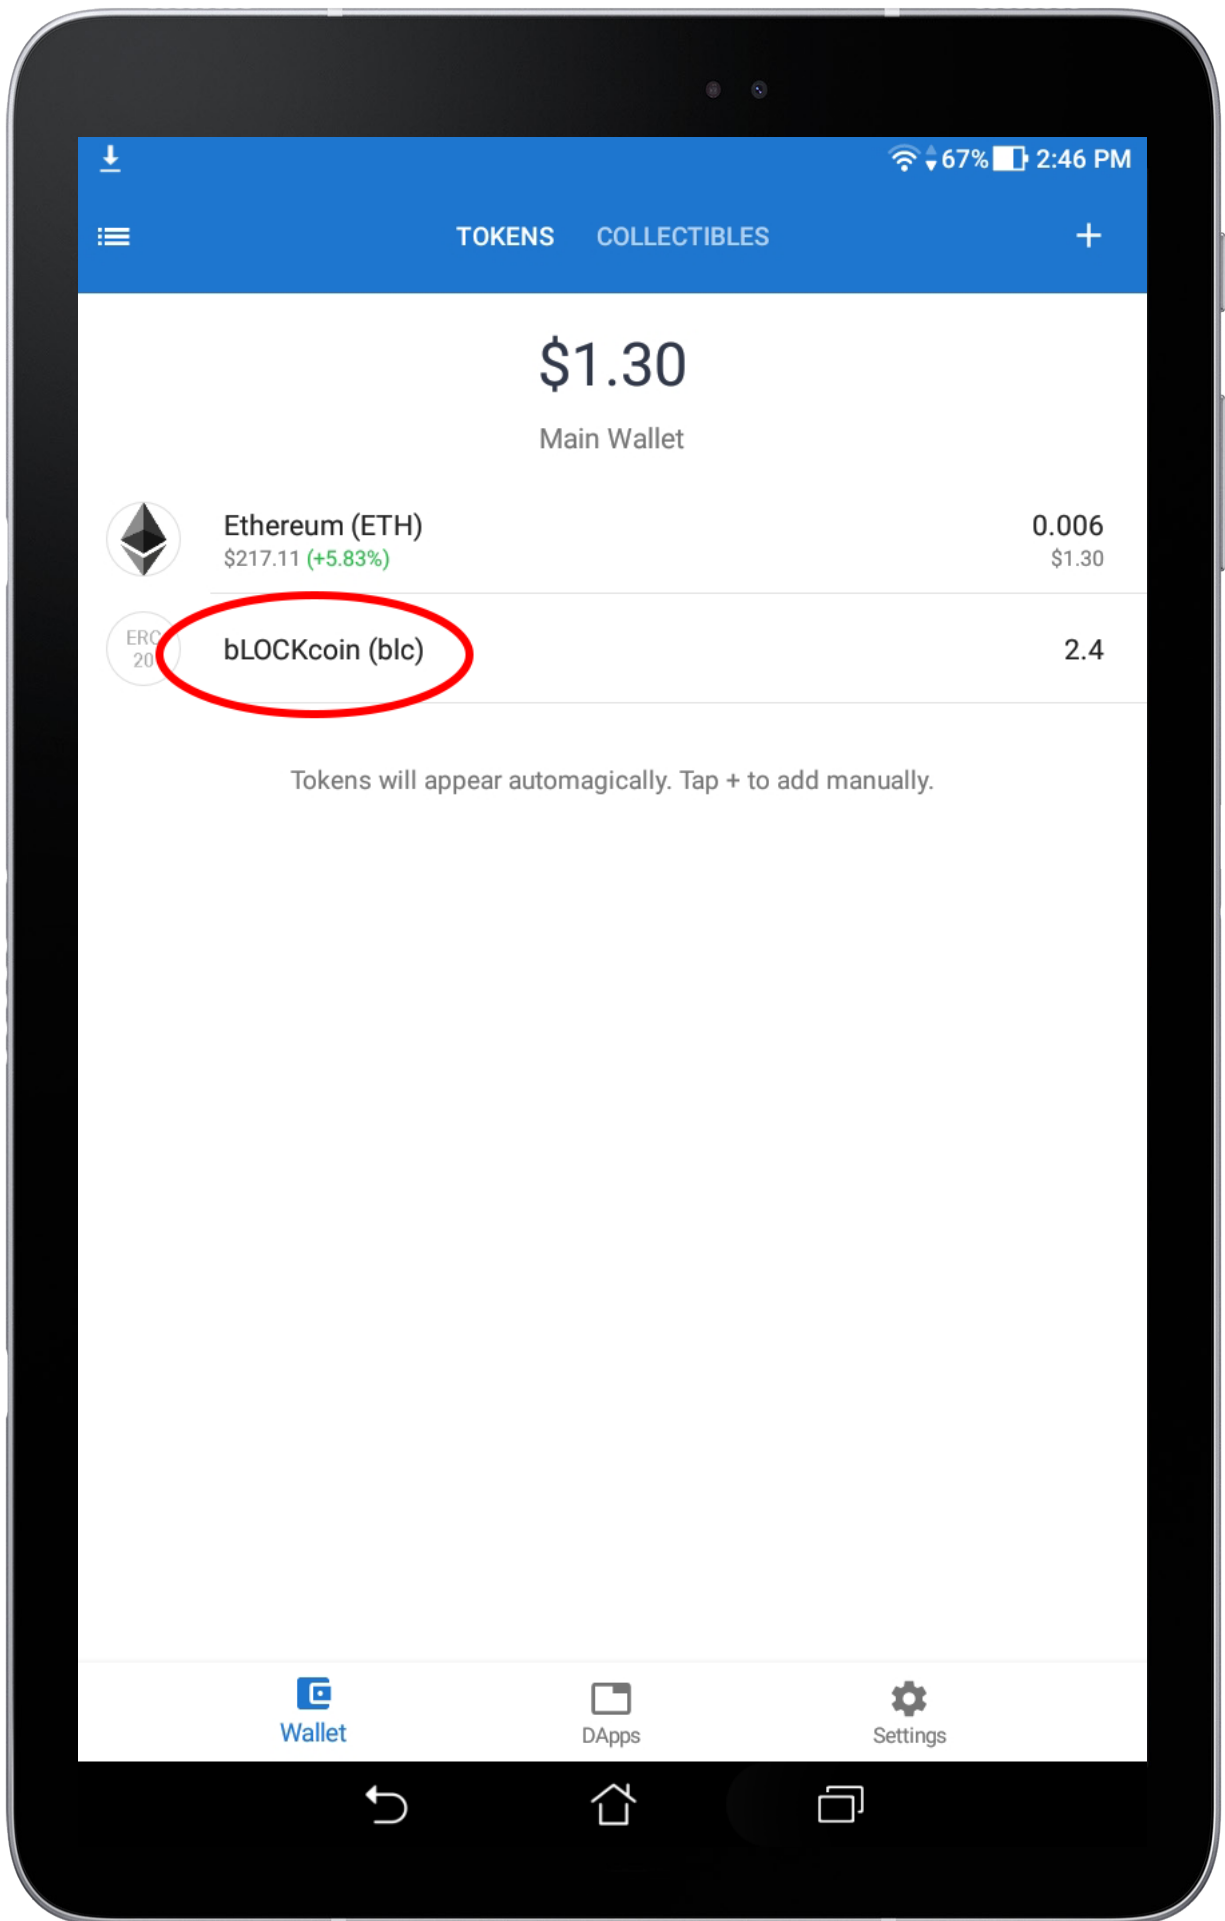 67% 2:46 PM
TOKENS COLLECTIBLES +
$1.30
Main Wallet
Ethereum (ETH) 0.006
$217.11 (+5.83%) $1.30
ERC
20
bLOCKcoin (blc) 2.4
Tokens will appear automagically. Tap + to add manually.
Wallet DApps Settings